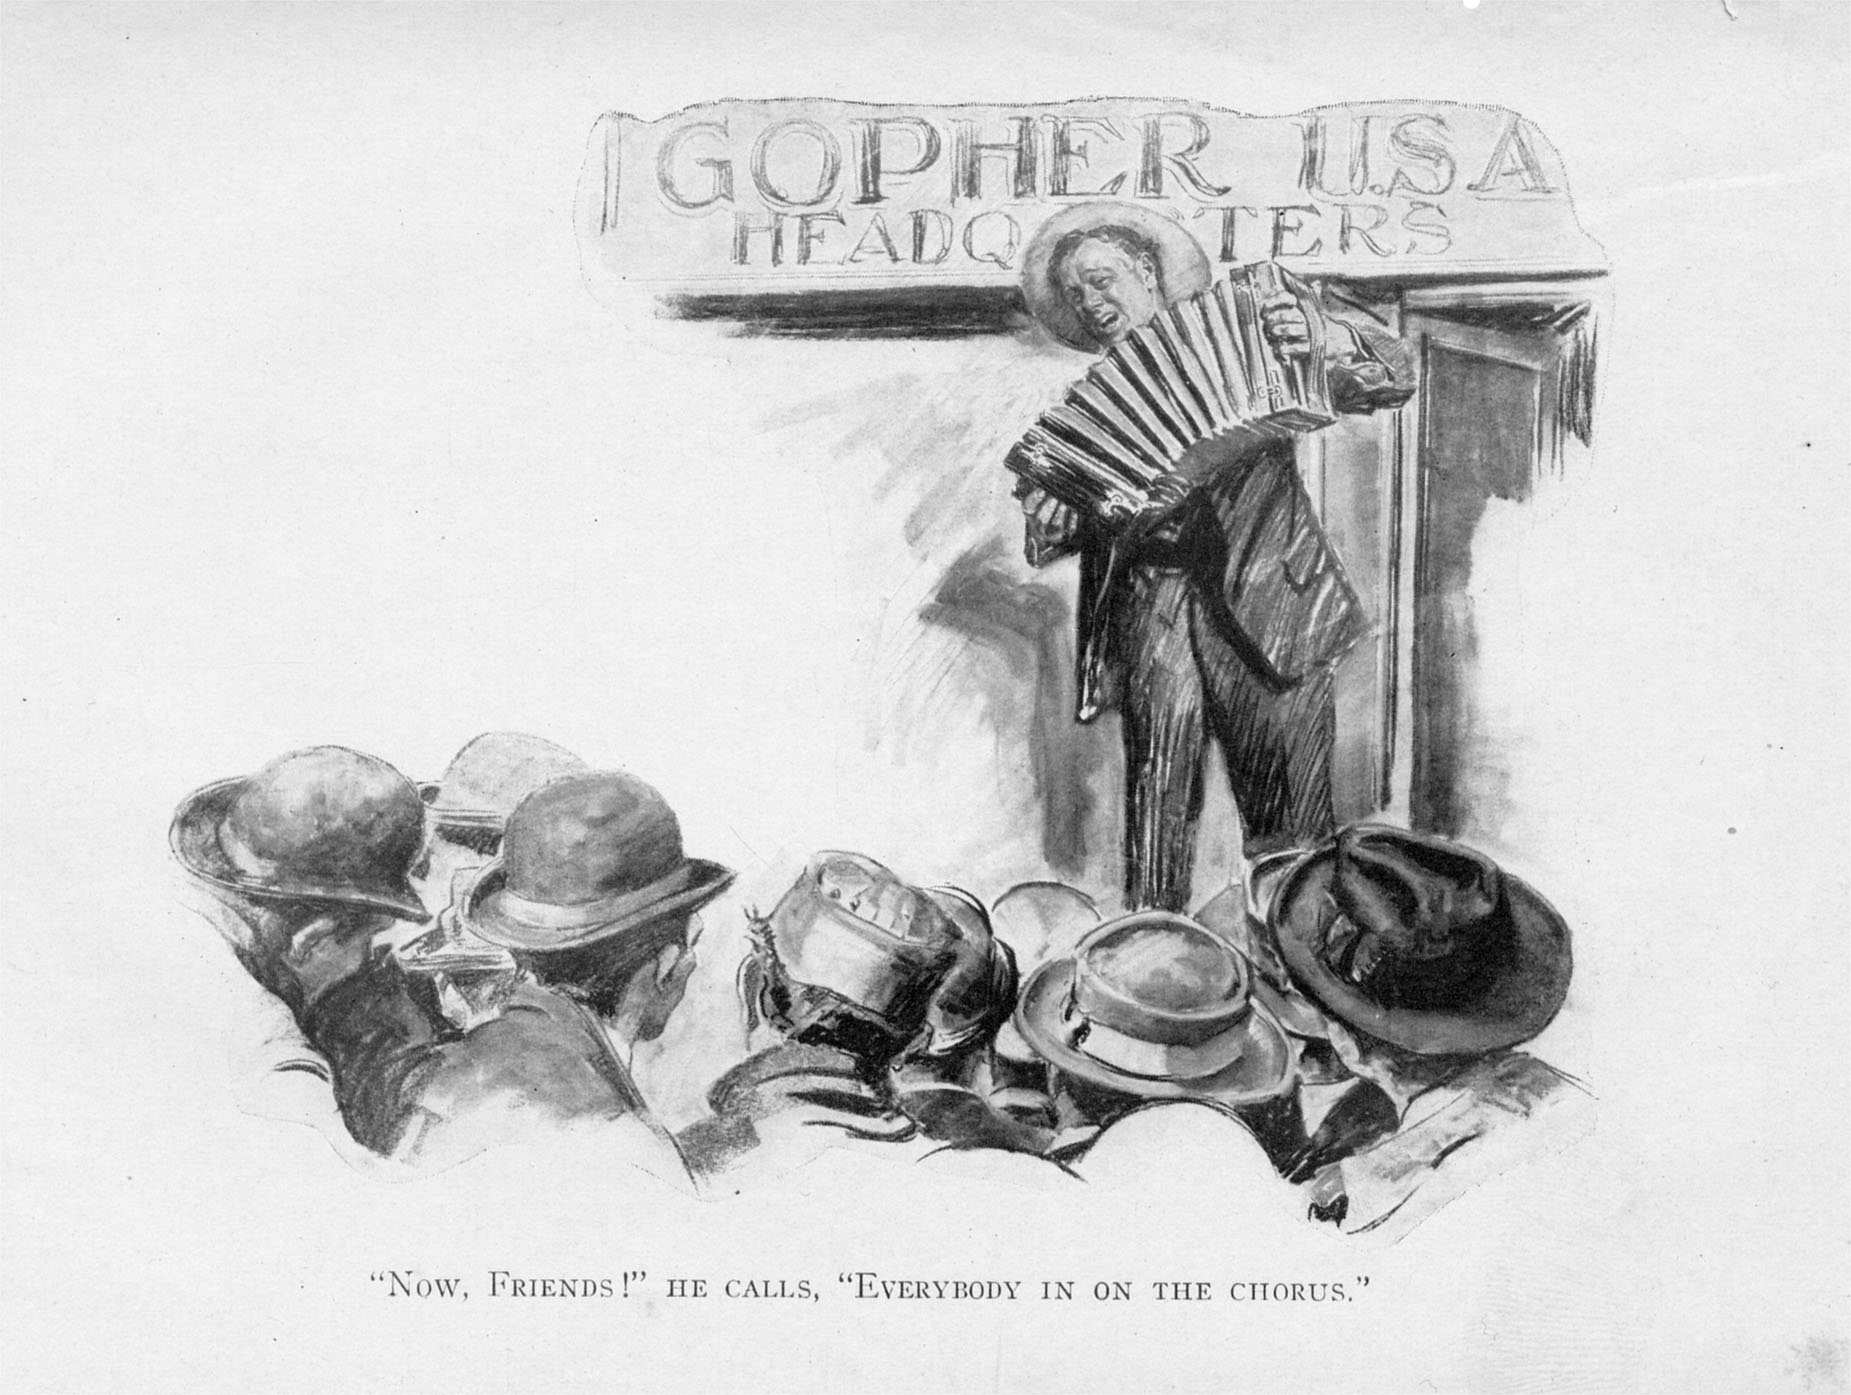 GOPHER U.S.A
HEADQ TERS
“Now, Friends!” he calls, “Everybody in on the chorus.”